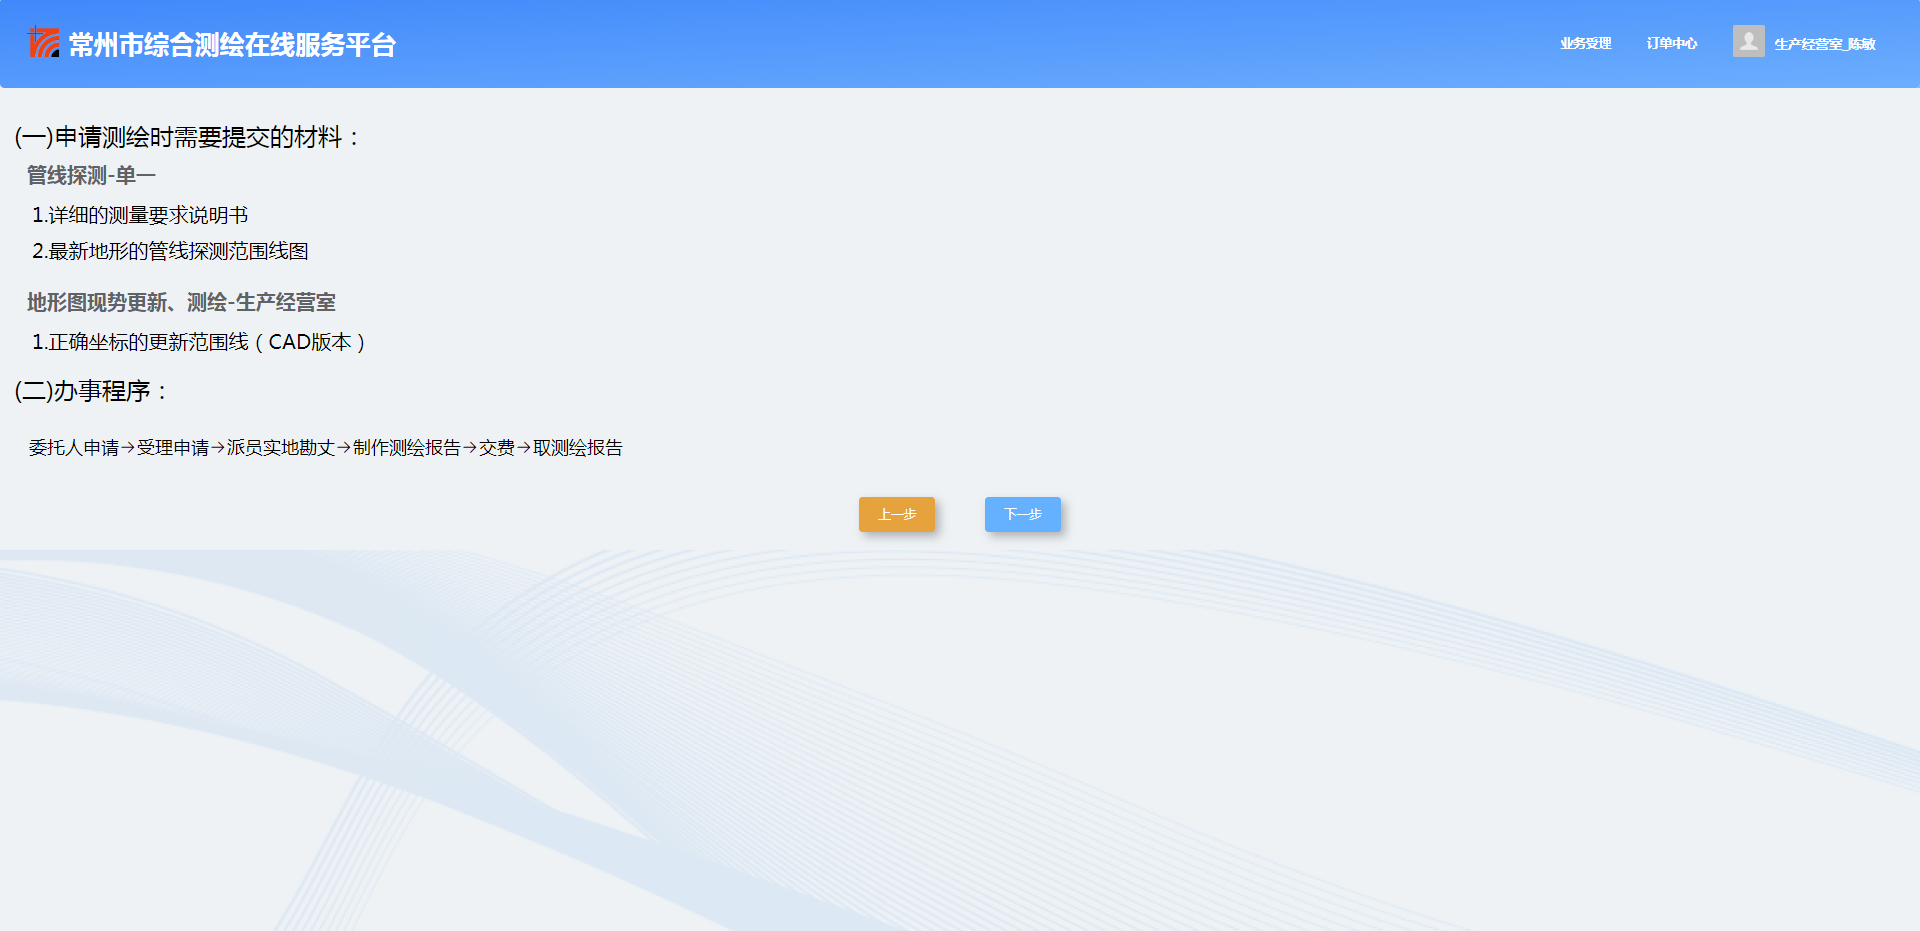 常州市综合测绘在线服务平台
业务受理
订单中心
生产经营室_陈敏
(一)申请测绘时需要提交的材料：
管线探测-单一
1.详细的测量要求说明书
2.最新地形的管线探测范围线图
地形图现势更新、测绘-生产经营室
1.正确坐标的更新范围线（CAD版本）
(二)办事程序：
委托人申请→受理申请→派员实地勘丈→制作测绘报告→交费→取测绘报告
上一步
下一步